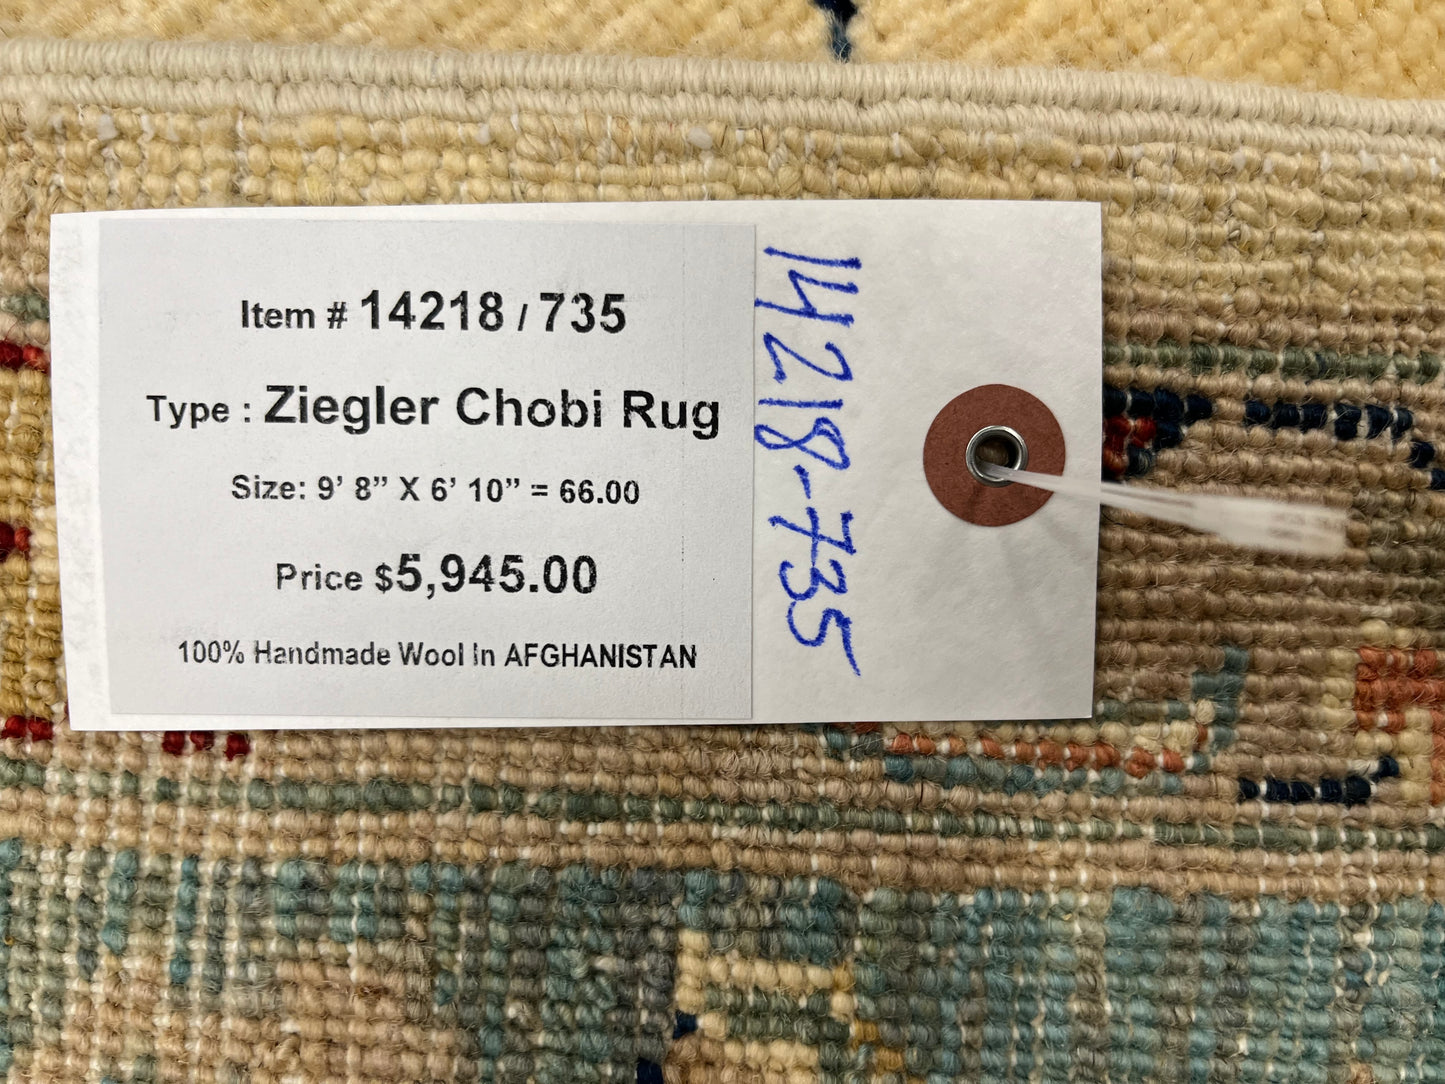 Item # 14218 / 735
Type : Ziegler Chobi Rug
Size: 9’ 8” X 6’ 10” = 66.00
Price $5,945.00
100% Handmade Wool In AFGHANISTAN
14218-735